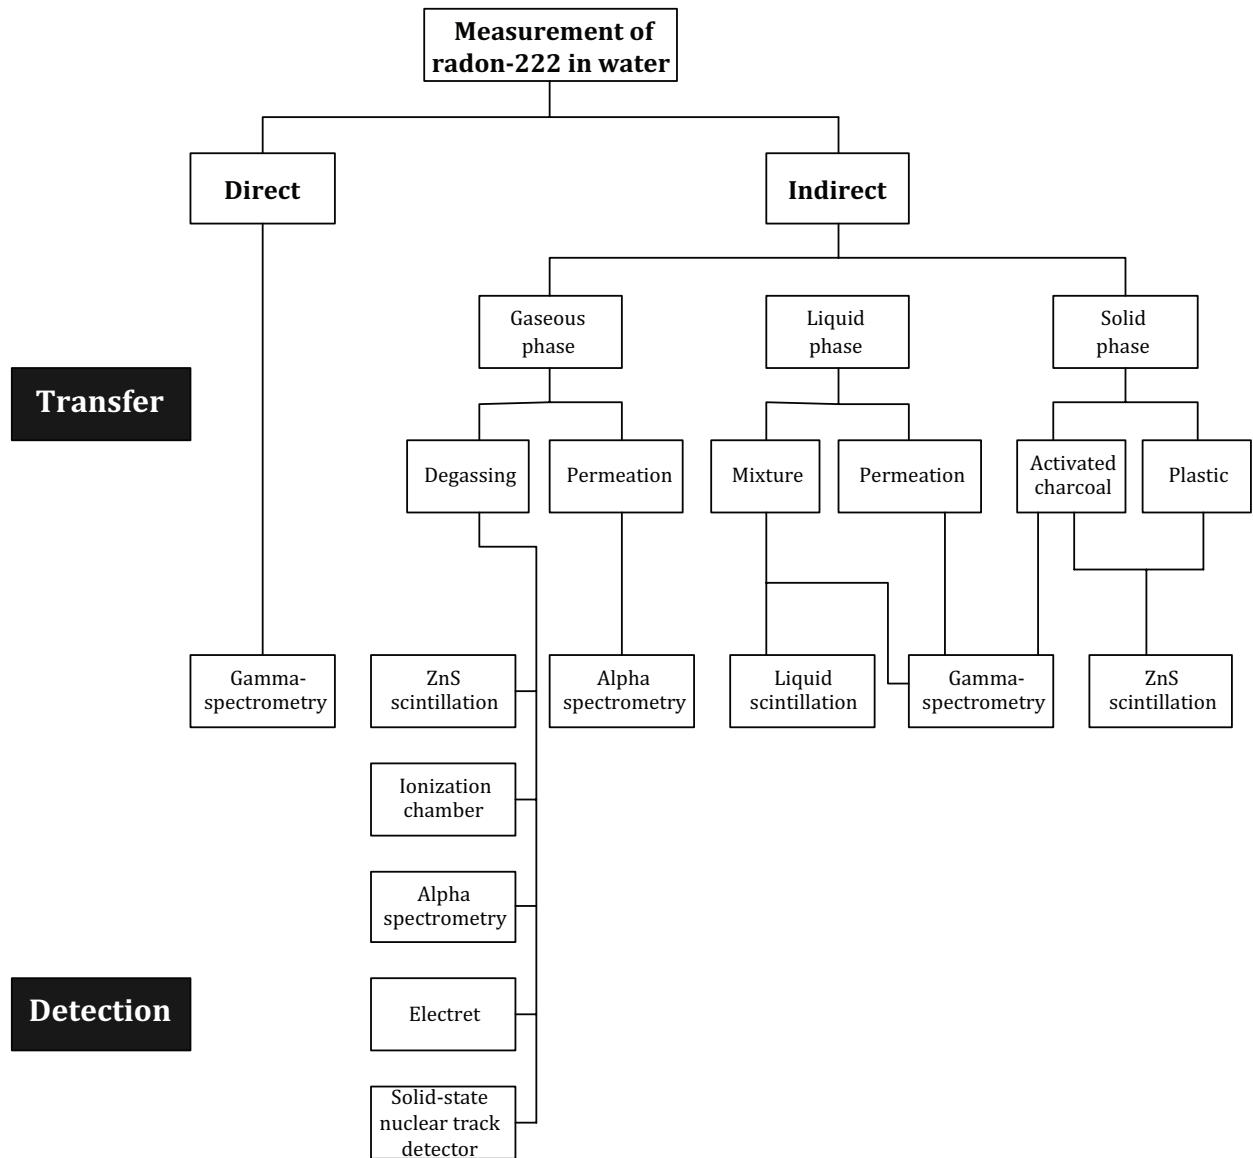 Measurement of
radon-222 in water
Direct
Indirect
Gaseous
phase
Liquid
phase
Solid
phase
Transfer
Degassing
Permeation
Mixture
Permeation
Activated
charcoal
Plastic
Gamma-
spectrometry
ZnS
scintillation
Alpha
spectrometry
Liquid
scintillation
Gamma-
spectrometry
ZnS
scintillation
Ionization
chamber
Alpha
spectrometry
Detection
Electret
Solid-state
nuclear track
detector